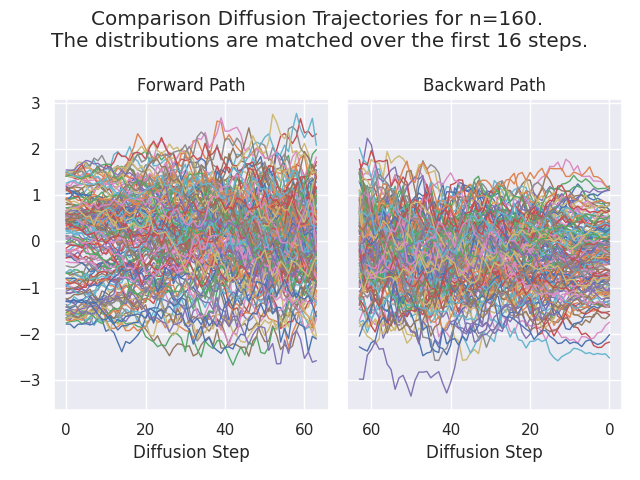 Comparison Diffusion Trajectories for n=160.
The distributions are matched over the first 16 steps.
Forward Path
Backward Path
3
2
1
0
−1
−2
−3
0 20 40 60
60 40 20 0
Diffusion Step
Diffusion Step